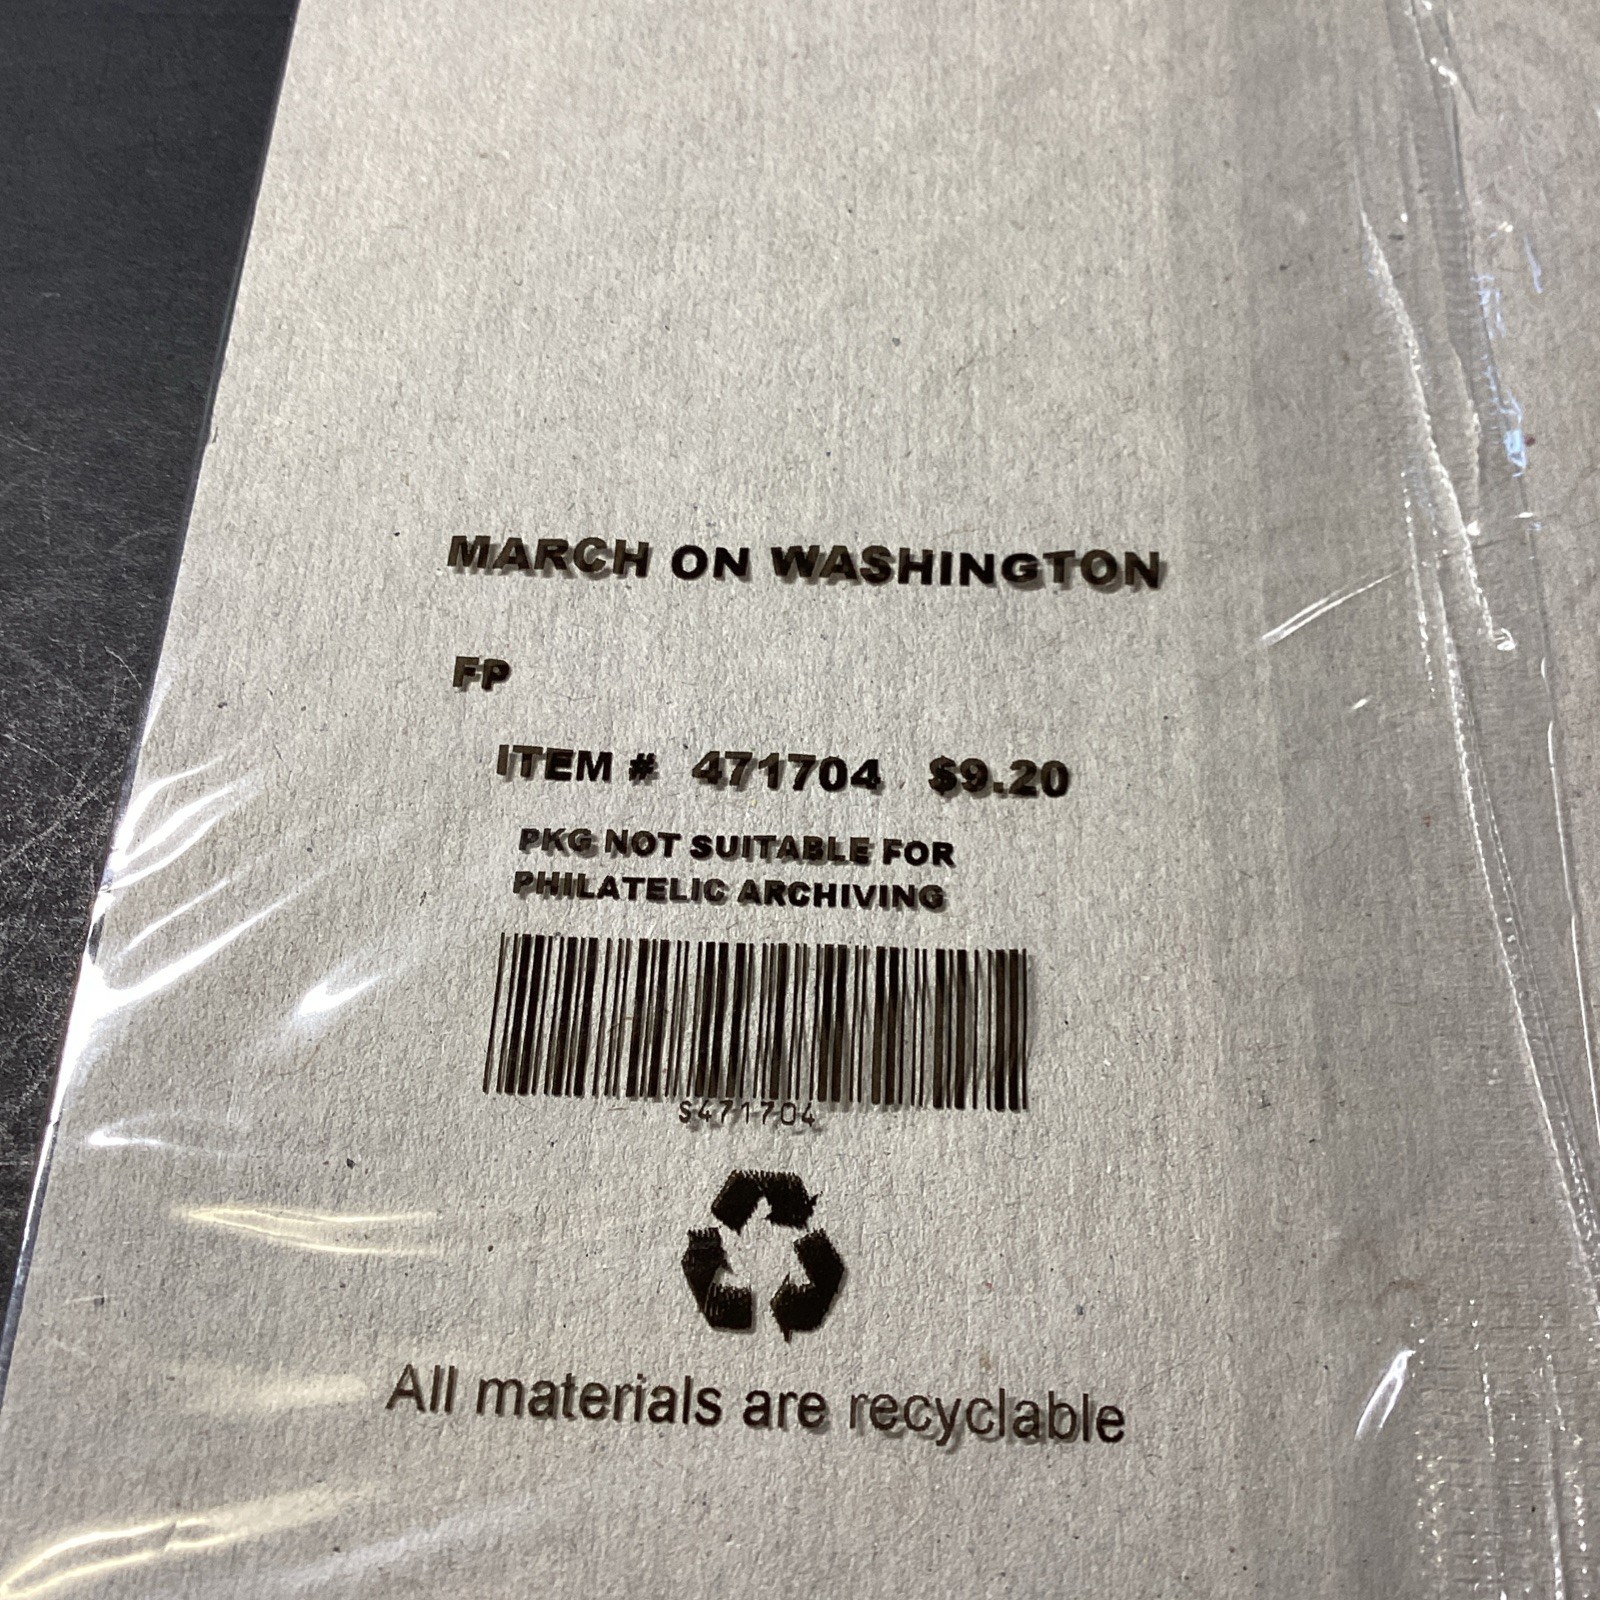 MARCH ON WASHINGTON
FP
ITEM # 471704 $9.20
PKG NOT SUITABLE FOR
PHILATELIC ARCHIVING
S471704
All materials are recyclable